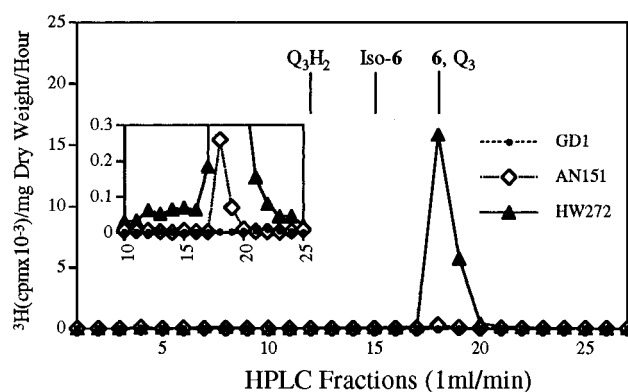 25
20
15
10
5
0
³H(cpmx10⁻³)/mg Dry Weight/Hour
Q₃H₂ Iso-6 6, Q₃
0.3
0.2
0.1
0
10 15 20 25
GD1
AN151
HW272
5 10 15 20 25
HPLC Fractions (1ml/min)